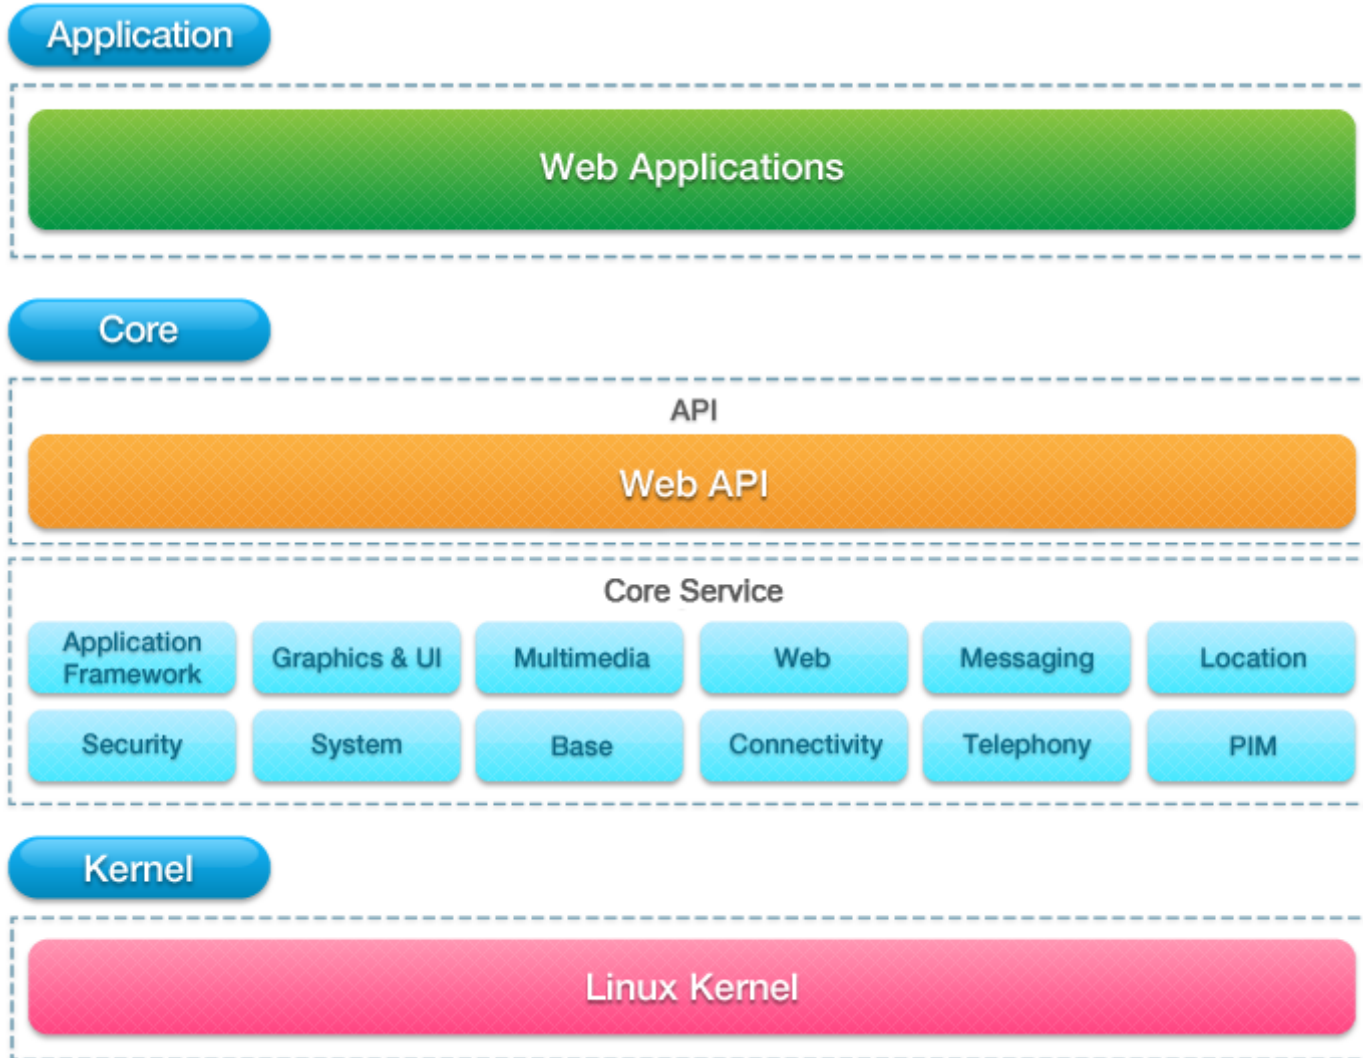 Application
Web Applications
Core
API
Web API
Core Service
Application
Framework
Graphics & UI
Multimedia
Web
Messaging
Location
Security
System
Base
Connectivity
Telephony
PIM
Kernel
Linux Kernel